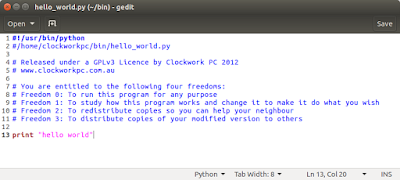 hello_world.py (~/bin) - gedit
Open
1 #!/usr/bin/python
2 #/home/clockworkpc/bin/hello_world.py
3
4 # Released under a GPLv3 Licence by Clockwork PC 2012
5 # www.clockworkpc.com.au
6
7 # You are entitled to the following four freedoms:
8 # Freedom 0: To run this program for any purpose
9 # Freedom 1: To study how this program works and change it to make it do what you wish
10 # Freedom 2: To redistribute copies so you can help your neighbour
11 # Freedom 3: To distribute copies of your modified version to others
12
13 print "hello world"
Python Tab Width: 8 Ln 13, Col 20 INS